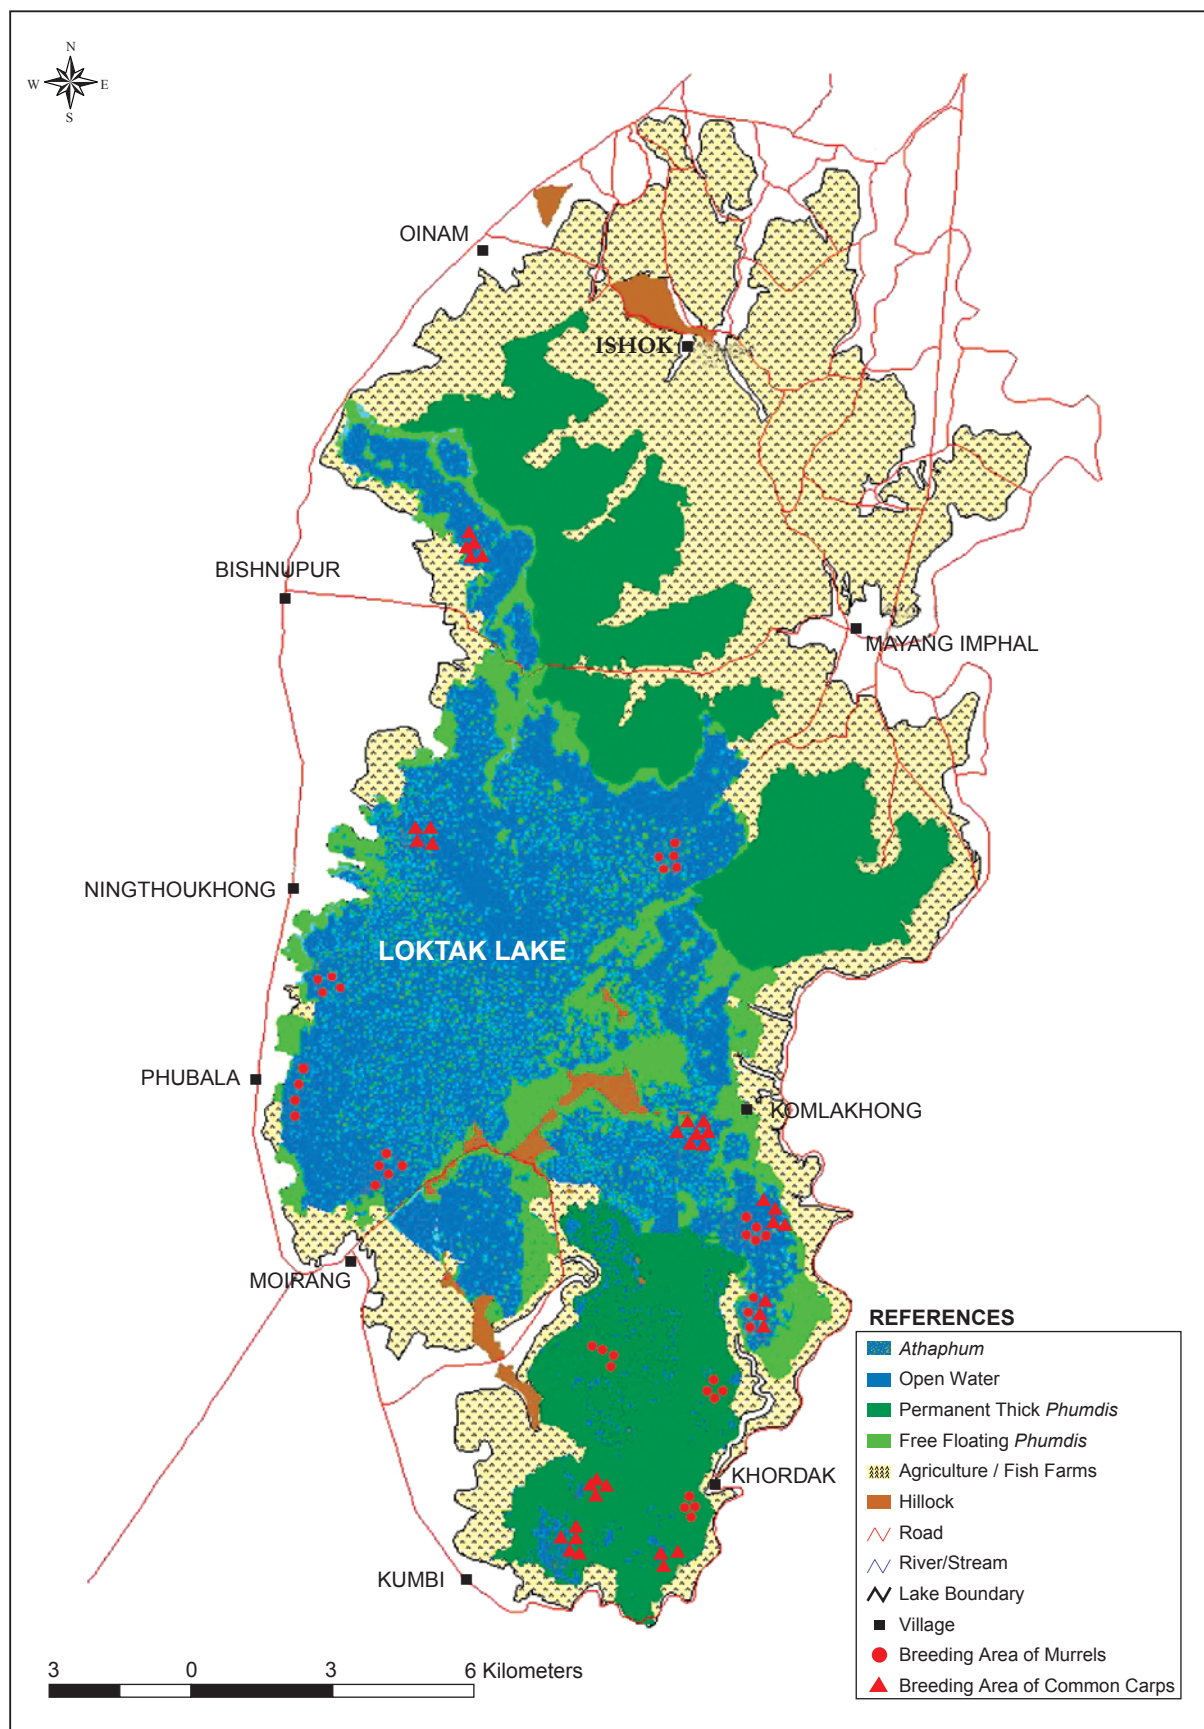 N
W E
S
OINAM
ISHOK
BISHNUPUR
MAYANG IMPHAL
NINGTHOUKHONG
LOKTAK LAKE
PHUBALA
KOMLAKHONG
MOIRANG
KHORDAK
KUMBI
REFERENCES
Athaphum
Open Water
Permanent Thick Phumdis
Free Floating Phumdis
Agriculture / Fish Farms
Hillock
Road
River/Stream
Lake Boundary
Village
Breeding Area of Murrels
Breeding Area of Common Carps
3 0 3 6 Kilometers